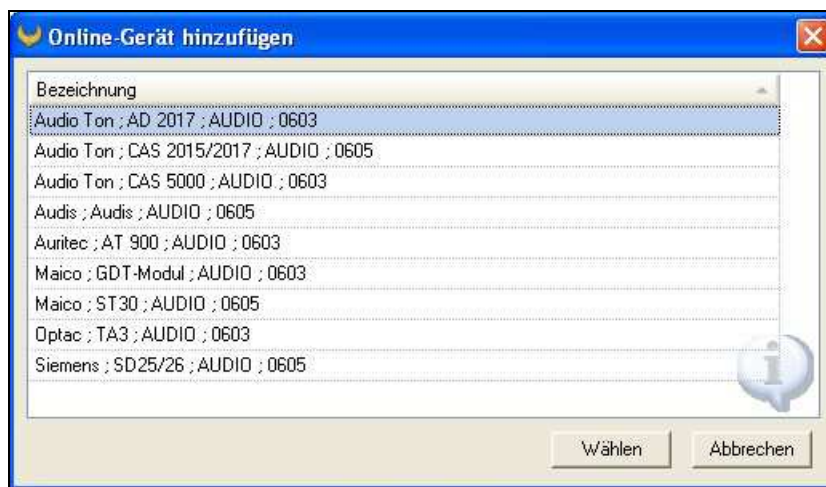 Online-Gerät hinzufügen
Bezeichnung
Audio Ton ; AD 2017 ; AUDIO ; 0603
Audio Ton ; CAS 2015/2017 ; AUDIO ; 0605
Audio Ton ; CAS 5000 ; AUDIO ; 0603
Audis ; Audis ; AUDIO ; 0605
Auritec ; AT 900 ; AUDIO ; 0603
Maico ; GDT-Modul ; AUDIO ; 0603
Maico ; ST30 ; AUDIO ; 0605
Optac ; TA3 ; AUDIO ; 0603
Siemens ; SD25/26 ; AUDIO ; 0605
Wählen Abbrechen